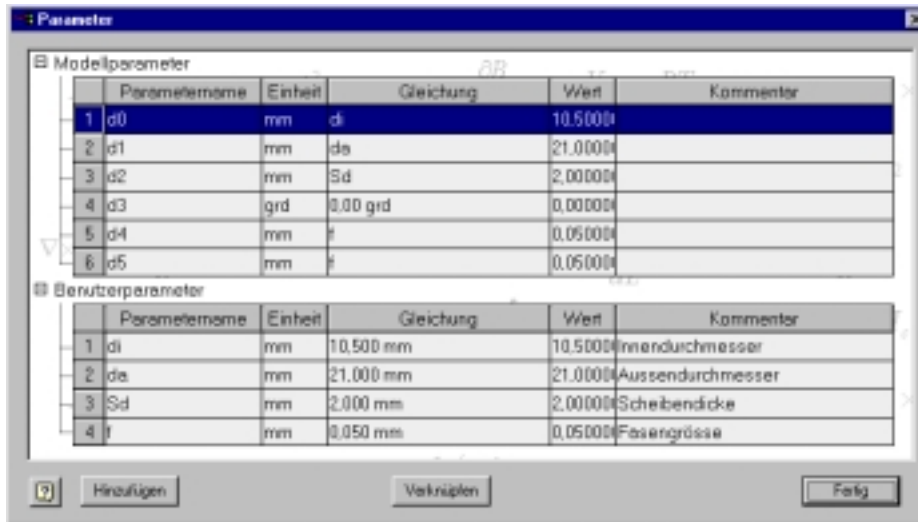 Parameter
Modellparameter
Parametername Einheit Gleichung Wert Kommentar
1 d0 mm di 10,5000
2 d1 mm da 21,0000
3 d2 mm Sd 2,00000
4 d3 grd 0,00 grd 0,00000
5 d4 mm f 0,05000
6 d5 mm f 0,05000
Benutzerparameter
Parametername Einheit Gleichung Wert Kommentar
1 di mm 10,500 mm 10,5000 Innendurchmesser
2 da mm 21,000 mm 21,0000 Aussendurchmesser
3 Sd mm 2,000 mm 2,00000 Scheibendicke
4 f mm 0,050 mm 0,05000 Fasengrösse
Hinzufügen Verknüpfen Fertig